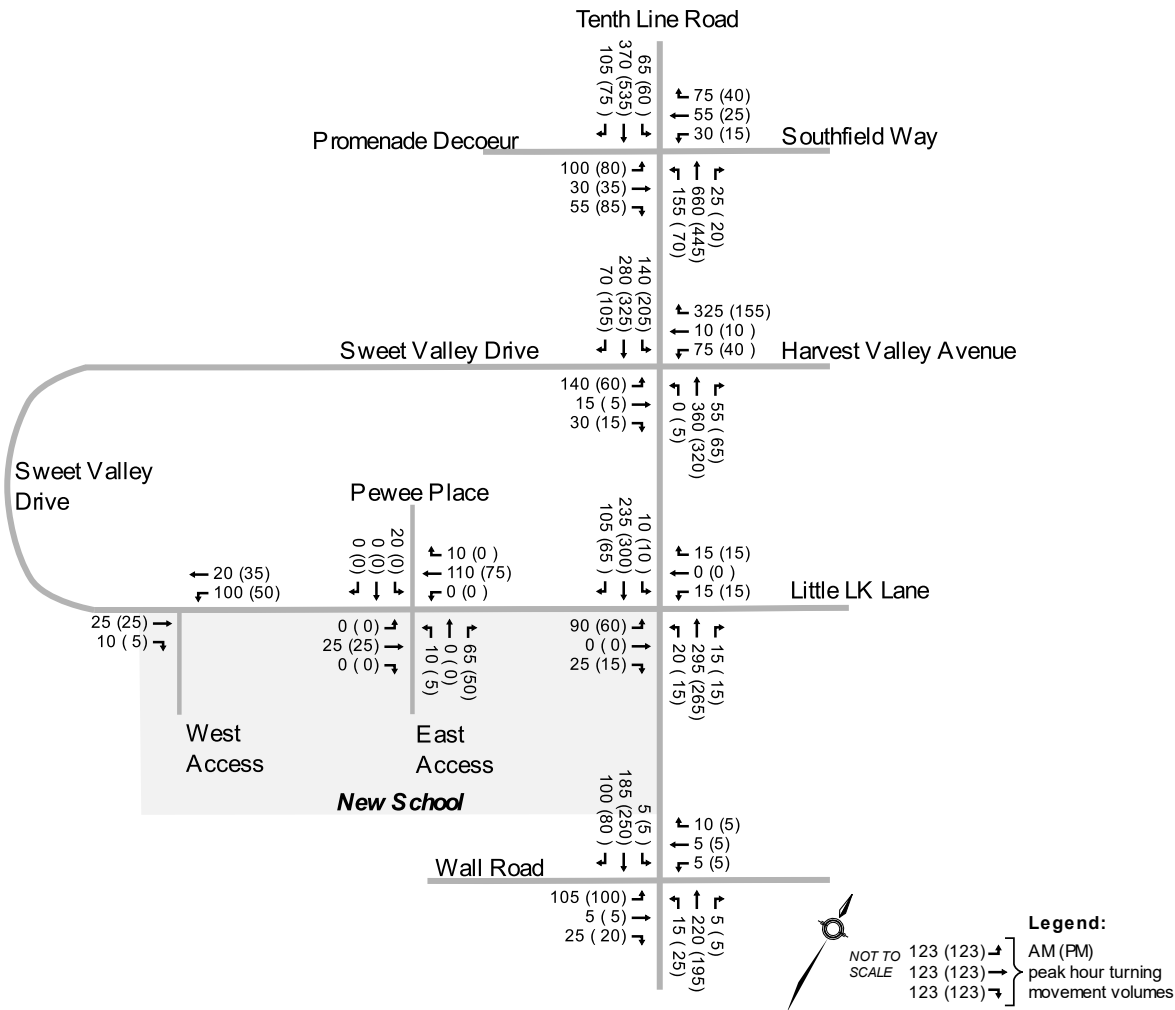 Tenth Line Road
105 (75 )
370 (535)
65 (60 )
75 (40)
55 (25)
30 (15)
Promenade Decoeur
Southfield Way
100 (80)
30 (35)
55 (85)
155 ( 70)
660 (445)
25 ( 20)
70 (105)
280 (325)
140 (205)
325 (155)
10 (10 )
75 (40 )
Sweet Valley Drive
Harvest Valley Avenue
140 (60)
15 ( 5)
30 (15)
0 ( 5)
360 (320)
55 ( 65)
Sweet Valley
Drive
Pewee Place
0 (0)
0 (0)
20 (0)
10 (0 )
110 (75)
0 (0 )
105 (65 )
235 (300)
10 (10 )
15 (15)
0 (0 )
15 (15)
20 (35)
100 (50)
Little LK Lane
25 (25)
10 ( 5)
0 ( 0)
25 (25)
0 ( 0)
10 ( 5)
0 (0)
65 (50)
90 (60)
0 ( 0)
25 (15)
20 ( 15)
295 (265)
15 ( 15)
West
Access
East
Access
New School
100 (80 )
185 (250)
5 (5 )
10 (5)
5 (5)
5 (5)
Wall Road
105 (100)
5 ( 5)
25 ( 20)
15 ( 25)
220 (195)
5 ( 5)
Legend:
NOT TO
SCALE
123 (123)
123 (123)
123 (123)
AM (PM)
peak hour turning
movement volumes